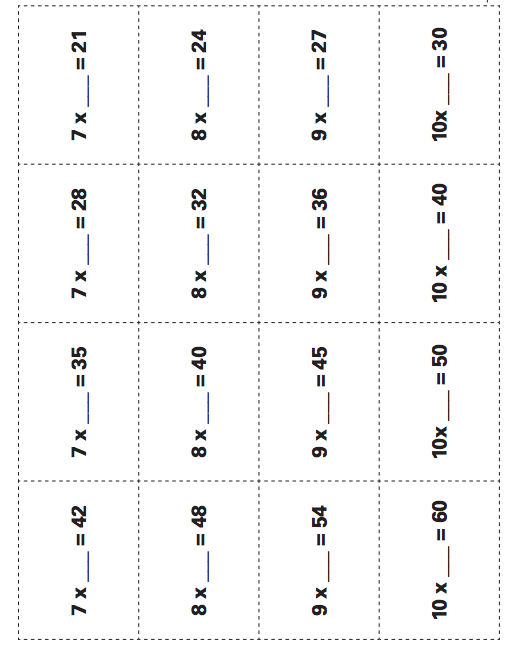 7 x ___ = 42
7 x ___ = 35
7 x ___ = 28
7 x ___ = 21
8 x ___ = 48
8 x ___ = 40
8 x ___ = 32
8 x ___ = 24
9 x ___ = 54
9 x ___ = 45
9 x ___ = 36
9 x ___ = 27
10 x ___ = 60
10x ___ = 50
10 x ___ = 40
10x ___ = 30